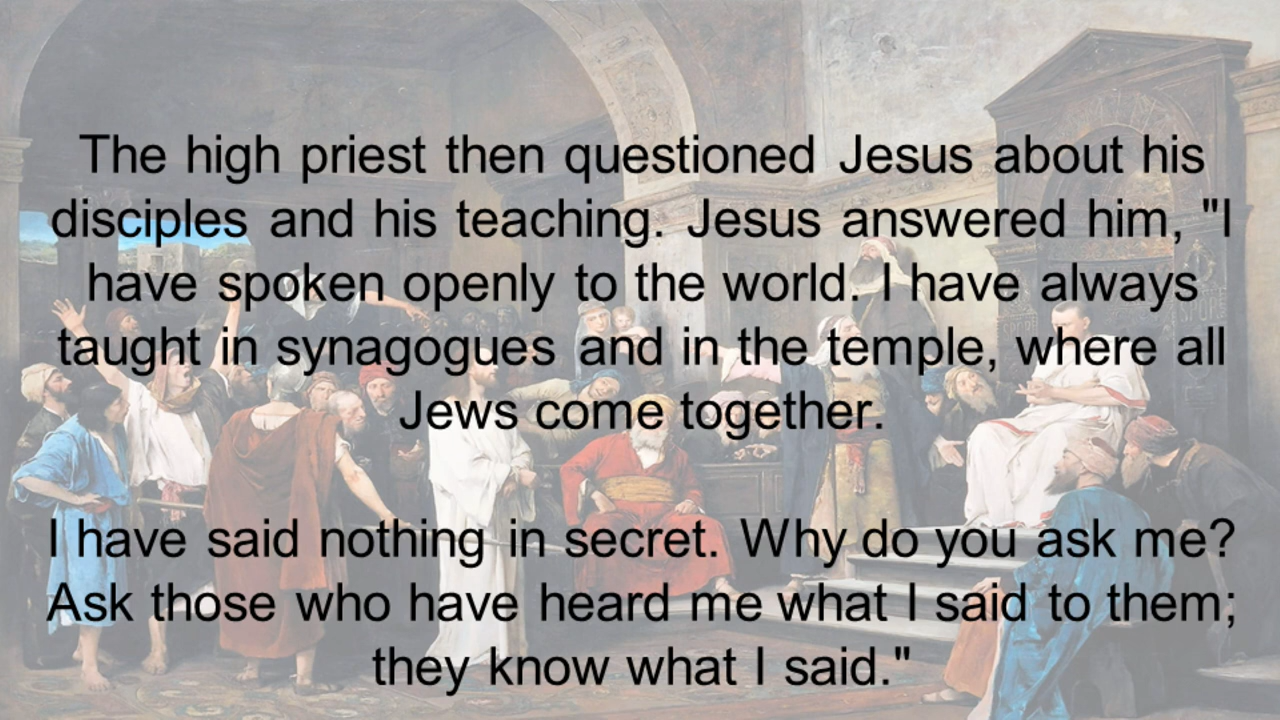 The high priest then questioned Jesus about his
disciples and his teaching. Jesus answered him, "I
have spoken openly to the world. I have always
taught in synagogues and in the temple, where all
Jews come together.
I have said nothing in secret. Why do you ask me?
Ask those who have heard me what I said to them;
they know what I said."